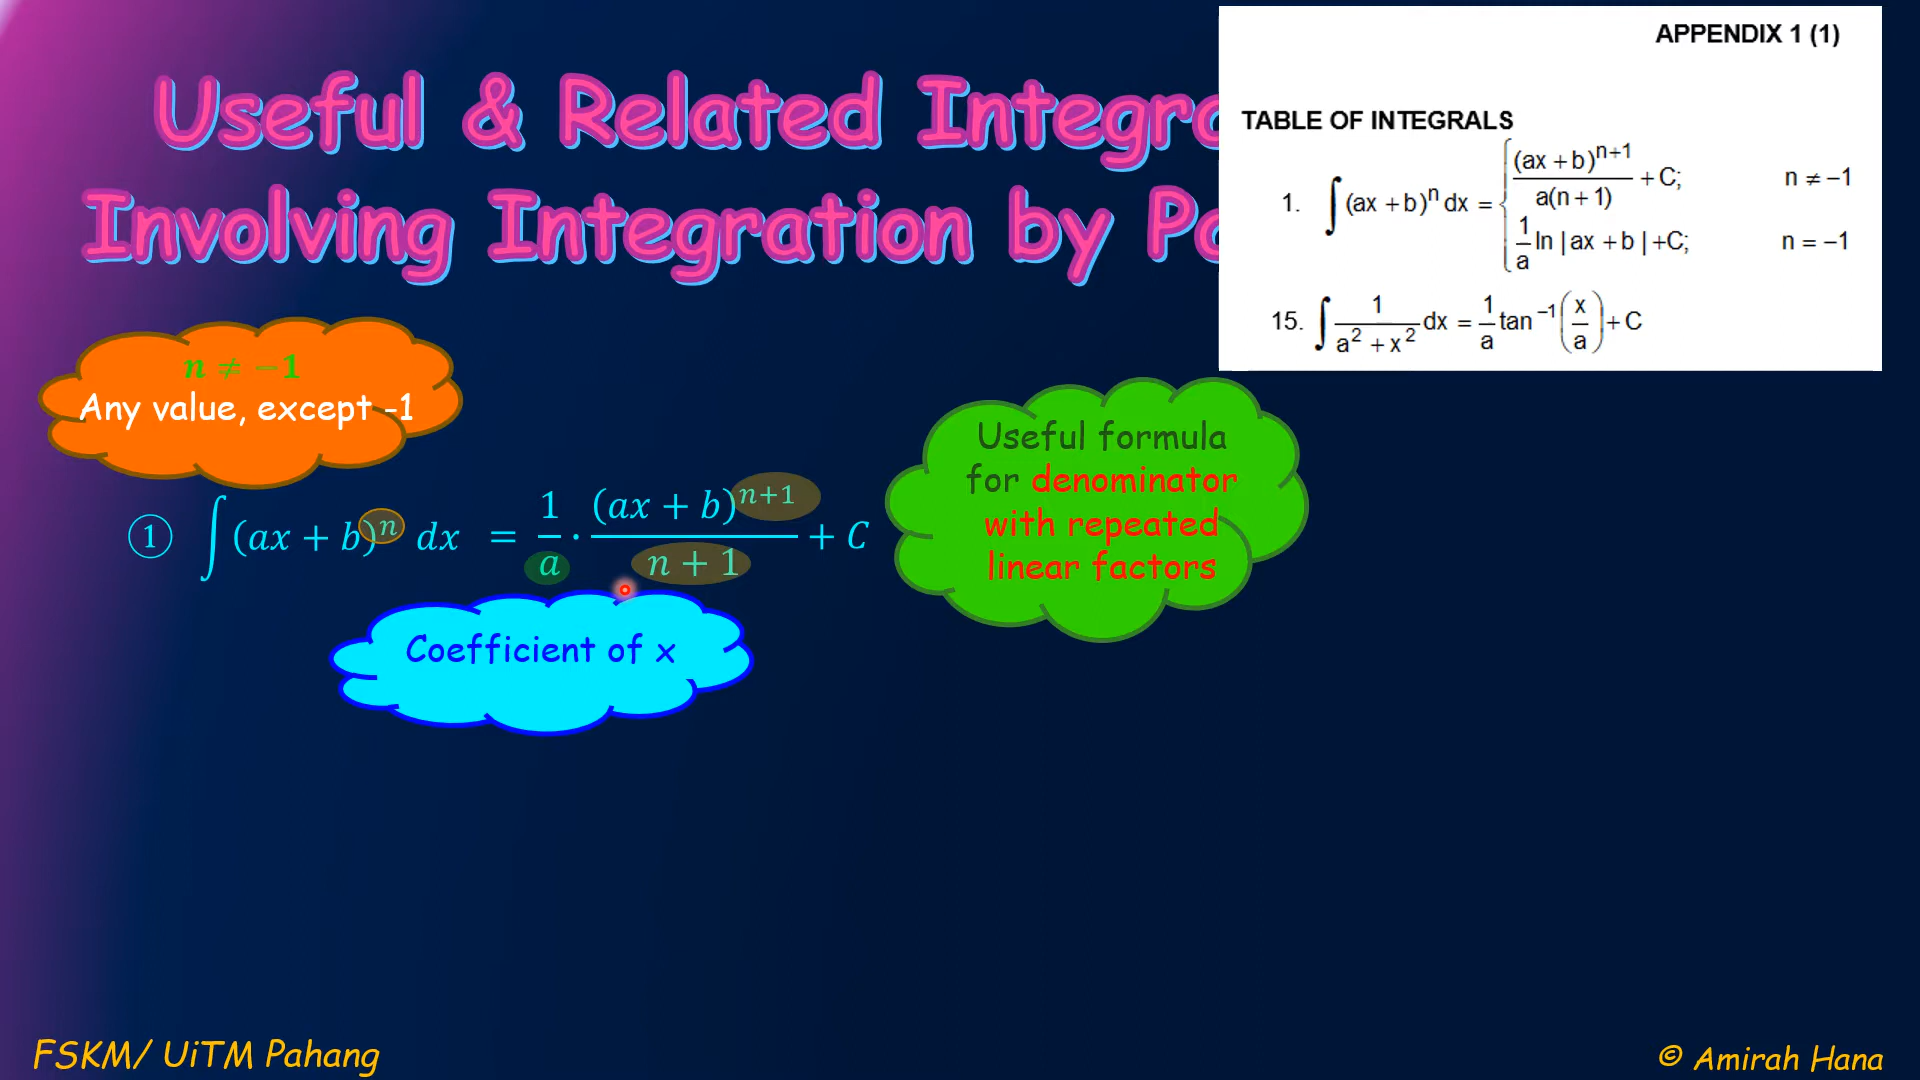 Useful & Related Integra
Involving Integration by Pa
APPENDIX 1 (1)
TABLE OF INTEGRALS
1. ∫(ax + b)^n dx = { (ax + b)^(n+1) / a(n + 1) + C; n ≠ −1
1/a ln | ax + b | +C; n = −1
15. ∫ 1/(a² + x²) dx = 1/a tan⁻¹(x/a) + C
n ≠ −1
Any value, except -1
① ∫(ax + b)^n dx = 1/a · (ax + b)^(n+1) / (n + 1) + C
Useful formula
for denominator
with repeated
linear factors
Coefficient of x
FSKM/ UiTM Pahang
© Amirah Hana